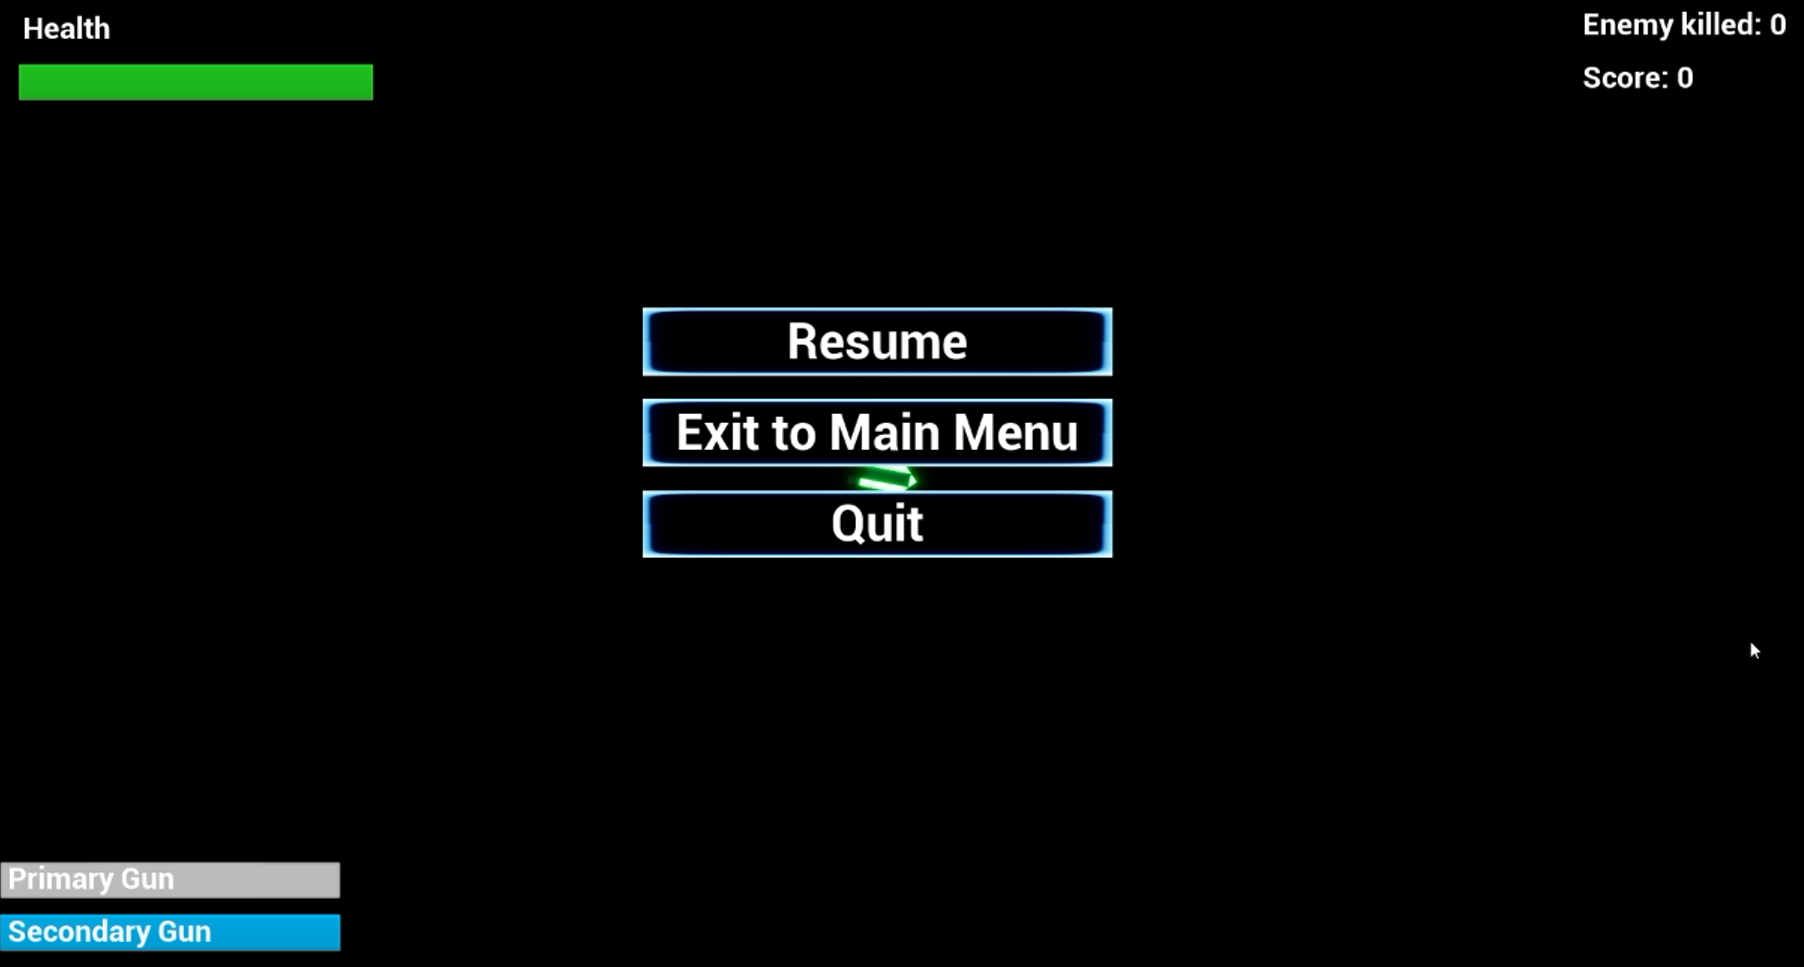 Health
Enemy killed: 0
Score: 0
Resume
Exit to Main Menu
Quit
Primary Gun
Secondary Gun